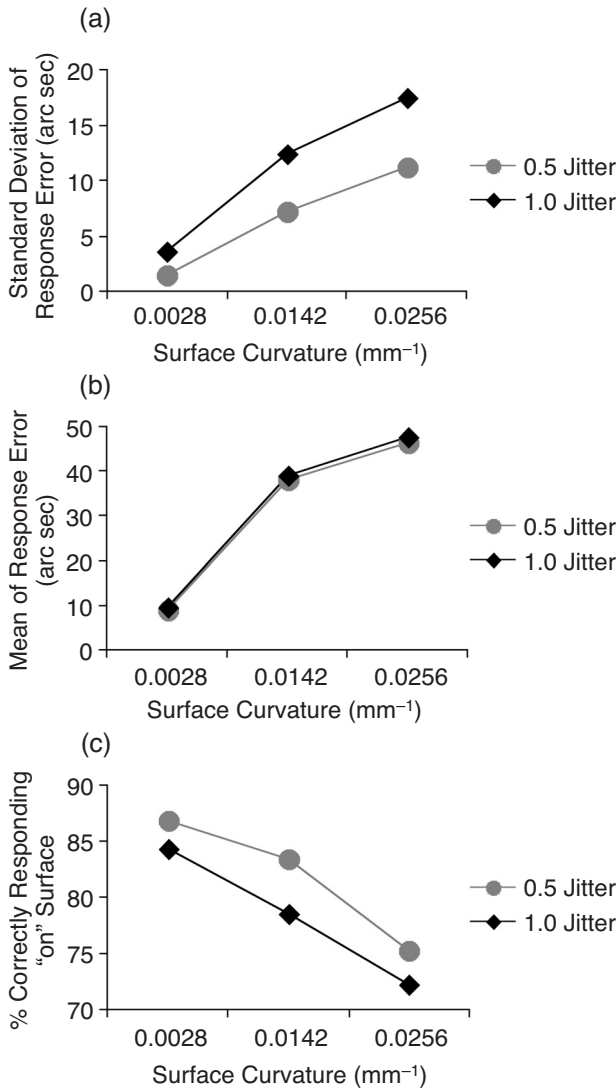 (a)
Standard Deviation of
Response Error (arc sec)
20
15
10
5
0
0.0028 0.0142 0.0256
Surface Curvature (mm⁻¹)
0.5 Jitter
1.0 Jitter
(b)
Mean of Response Error
(arc sec)
50
40
30
20
10
0
0.0028 0.0142 0.0256
Surface Curvature (mm⁻¹)
0.5 Jitter
1.0 Jitter
(c)
% Correctly Responding
“on” Surface
90
85
80
75
70
0.0028 0.0142 0.0256
Surface Curvature (mm⁻¹)
0.5 Jitter
1.0 Jitter